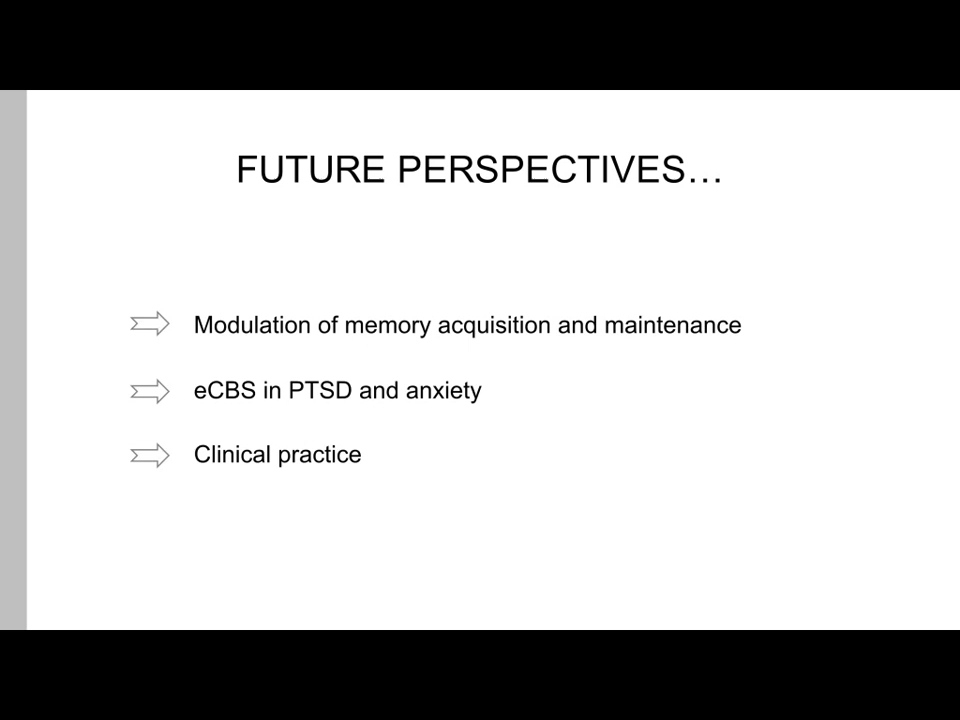 FUTURE PERSPECTIVES…
Modulation of memory acquisition and maintenance
eCBS in PTSD and anxiety
Clinical practice